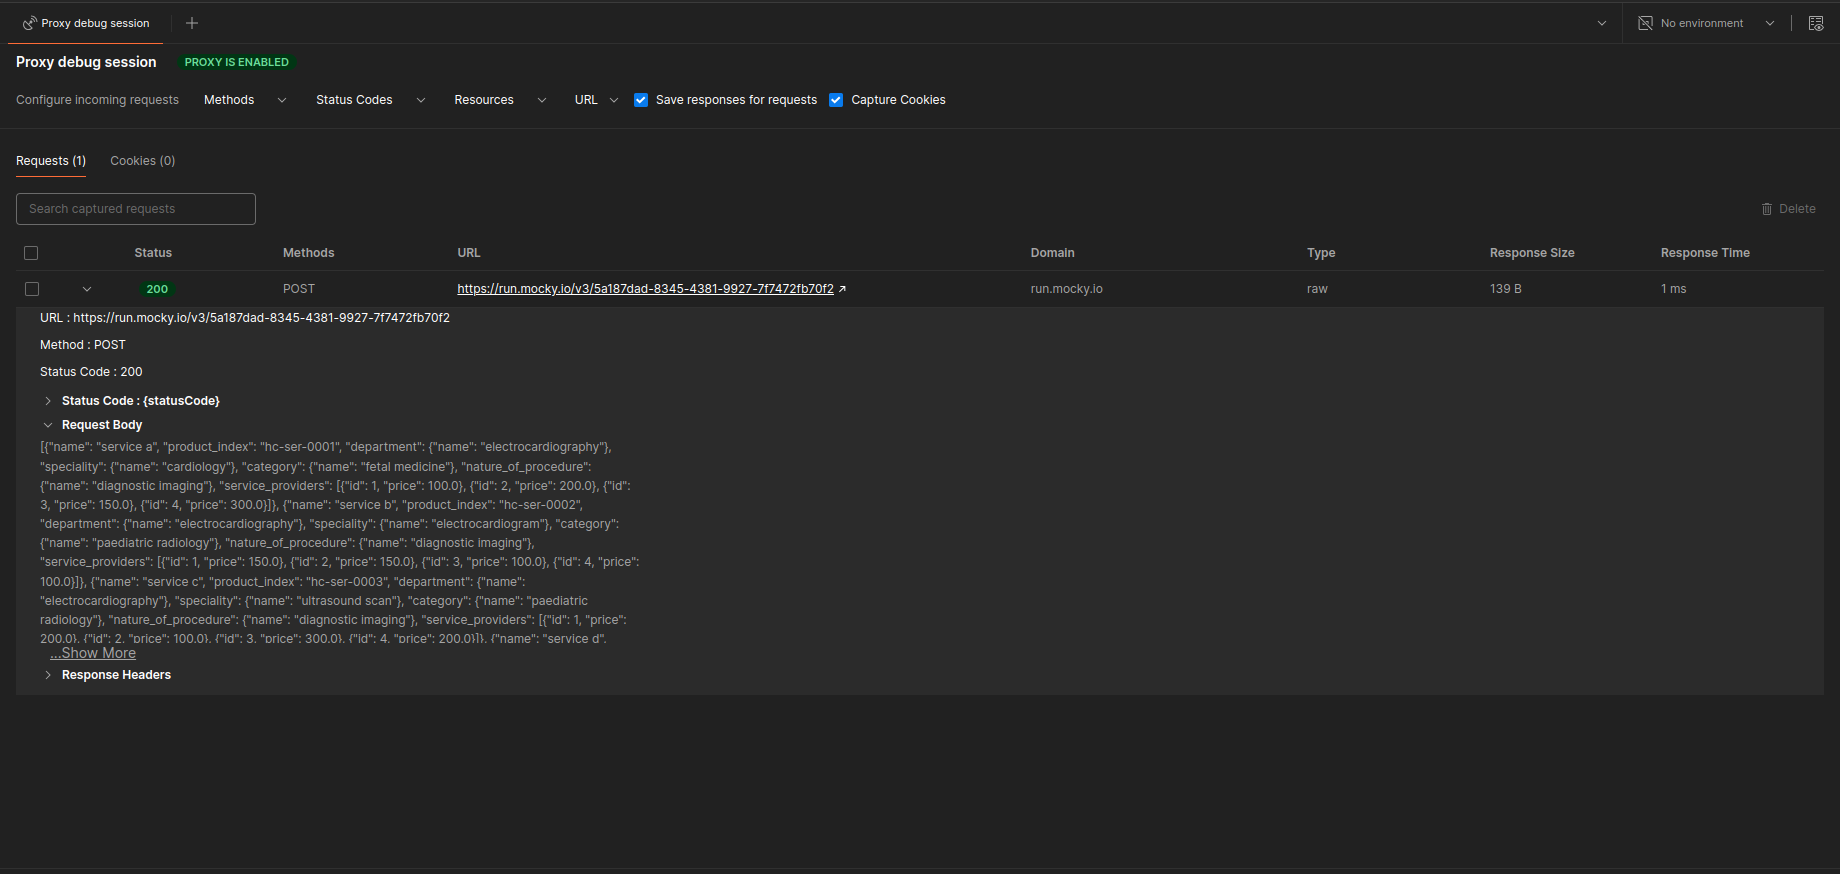 Proxy debug session
No environment
Proxy debug session PROXY IS ENABLED
Configure incoming requests Methods Status Codes Resources URL Save responses for requests Capture Cookies
Requests (1) Cookies (0)
Search captured requests Delete
Status Methods URL Domain Type Response Size Response Time
200 POST https://run.mocky.io/v3/5a187dad-8345-4381-9927-7f7472fb70f2 ↗ run.mocky.io raw 139 B 1 ms
URL : https://run.mocky.io/v3/5a187dad-8345-4381-9927-7f7472fb70f2
Method : POST
Status Code : 200
Status Code : {statusCode}
Request Body
[{"name": "service a", "product_index": "hc-ser-0001", "department": {"name": "electrocardiography"},
"speciality": {"name": "cardiology"}, "category": {"name": "fetal medicine"}, "nature_of_procedure":
{"name": "diagnostic imaging"}, "service_providers": [{"id": 1, "price": 100.0}, {"id": 2, "price": 200.0}, {"id":
3, "price": 150.0}, {"id": 4, "price": 300.0}]}, {"name": "service b", "product_index": "hc-ser-0002",
"department": {"name": "electrocardiography"}, "speciality": {"name": "electrocardiogram"}, "category":
{"name": "paediatric radiology"}, "nature_of_procedure": {"name": "diagnostic imaging"},
"service_providers": [{"id": 1, "price": 150.0}, {"id": 2, "price": 150.0}, {"id": 3, "price": 100.0}, {"id": 4, "price":
100.0}]}, {"name": "service c", "product_index": "hc-ser-0003", "department": {"name":
"electrocardiography"}, "speciality": {"name": "ultrasound scan"}, "category": {"name": "paediatric
radiology"}, "nature_of_procedure": {"name": "diagnostic imaging"}, "service_providers": [{"id": 1, "price":
200.0}, {"id": 2, "price": 100.0}, {"id": 3, "price": 300.0}, {"id": 4, "price": 200.0}]}, {"name": "service d",
...Show More
Response Headers